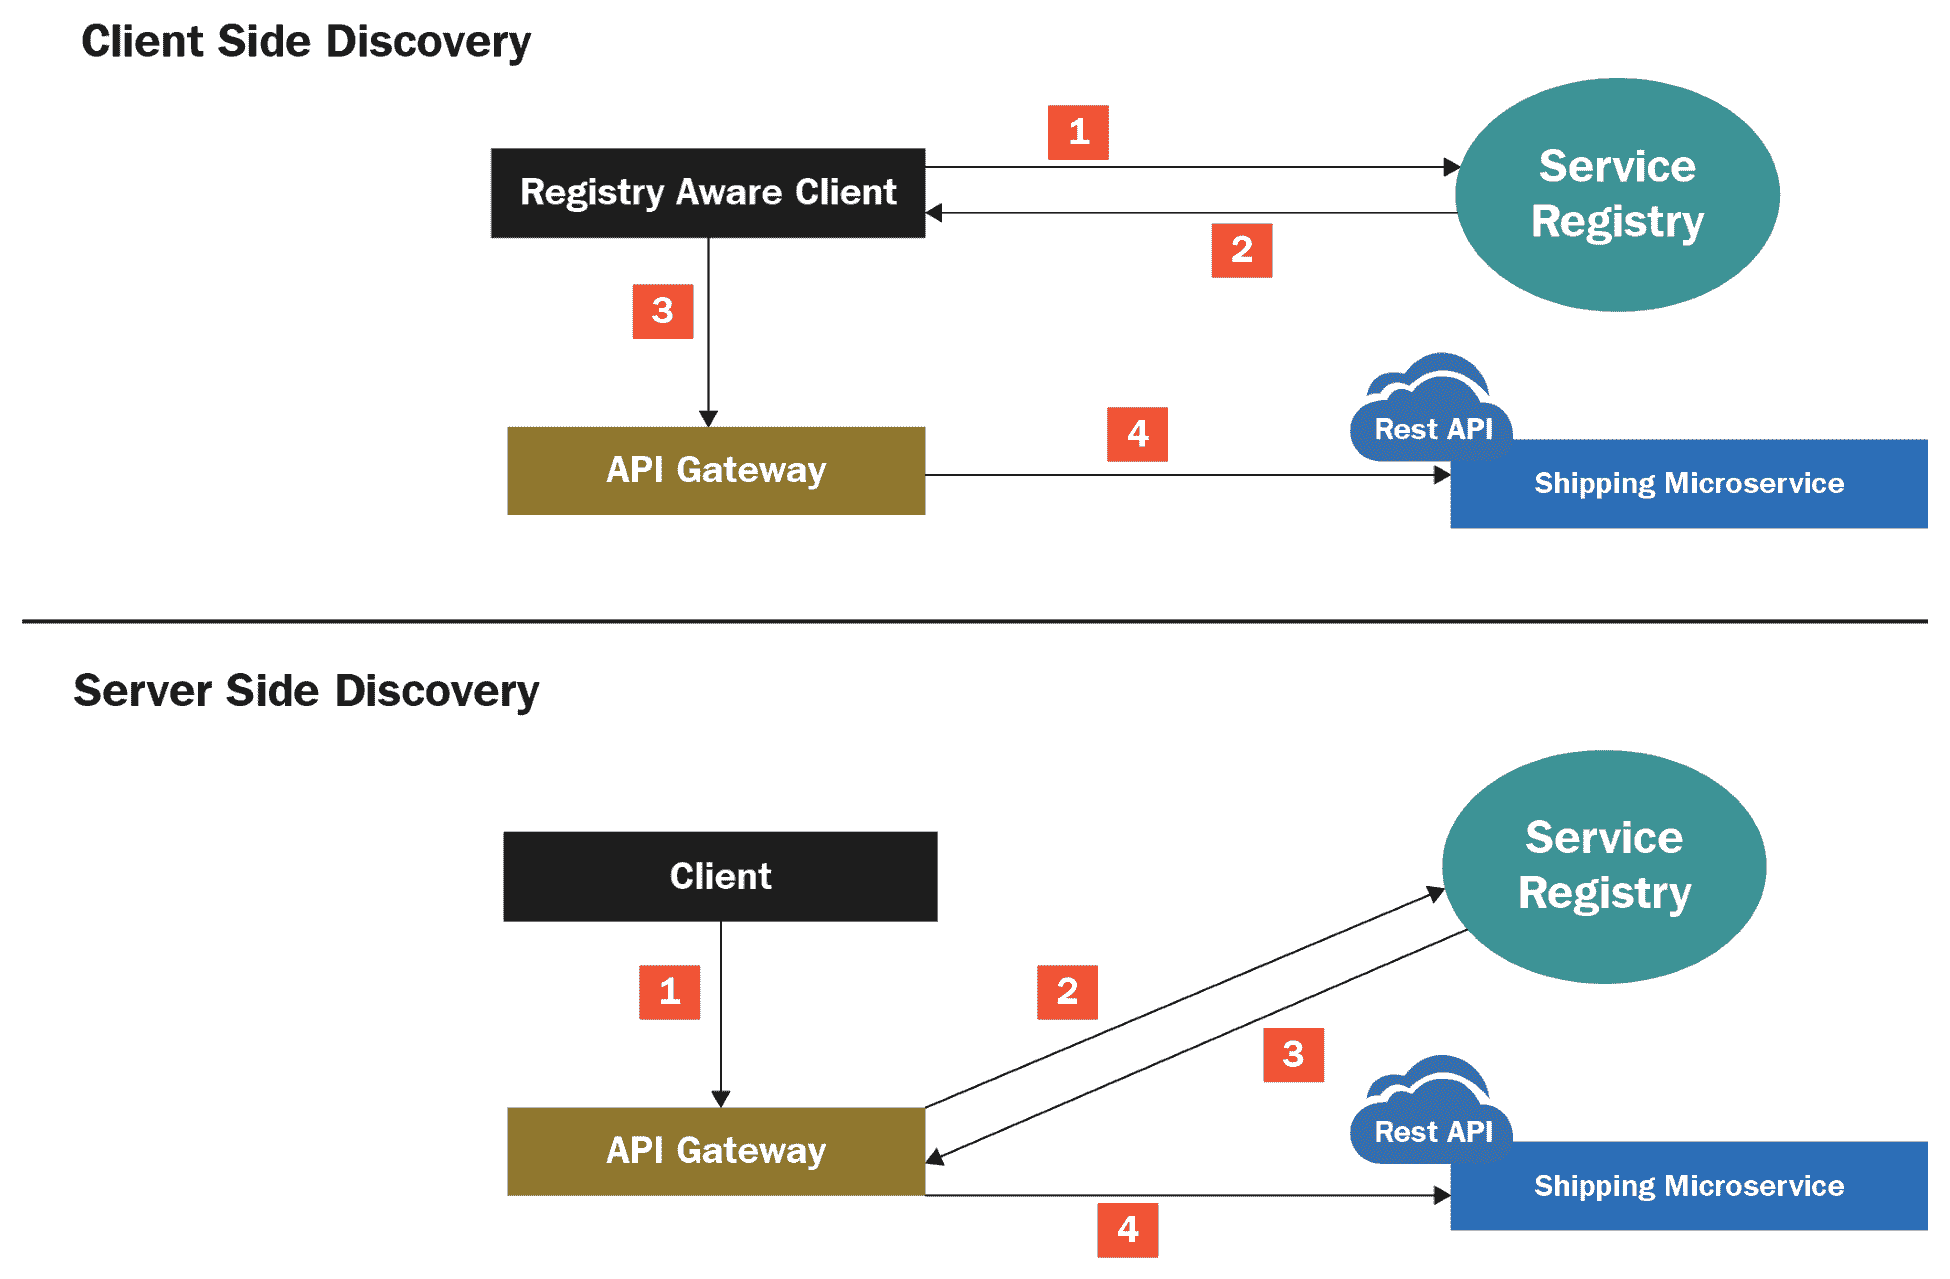 Client Side Discovery
1
Registry Aware Client
Service
Registry
2
3
Rest API
4
API Gateway
Shipping Microservice
Server Side Discovery
Service
Registry
Client
1
2
3
Rest API
API Gateway
Shipping Microservice
4